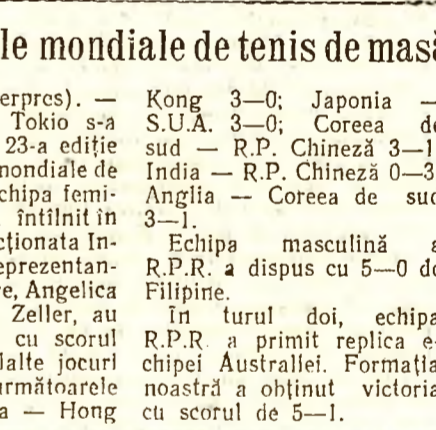 le mondiale de tenis de mas
erpres). —
Tokio s-a
23-a ediție
mondiale de
chipa femi-
întîlnit în
cționata In-
eprezentan-
e, Angelica
Zeller, au
cu scorul
lalte jocuri
următoarele
a — Hong
Kong 3—0; Japonia —
S.U.A. 3—0; Coreea de
sud — R.P. Chineză 3—1
India — R.P. Chineză 0—3
Anglia — Coreea de sud
3—1.
Echipa masculină a
R.P.R. a dispus cu 5—0 de
Filipine.
În turul doi, echipa
R.P.R. a primit replica e-
chipei Australiei. Formația
noastră a obținut victoria
cu scorul de 5—1.